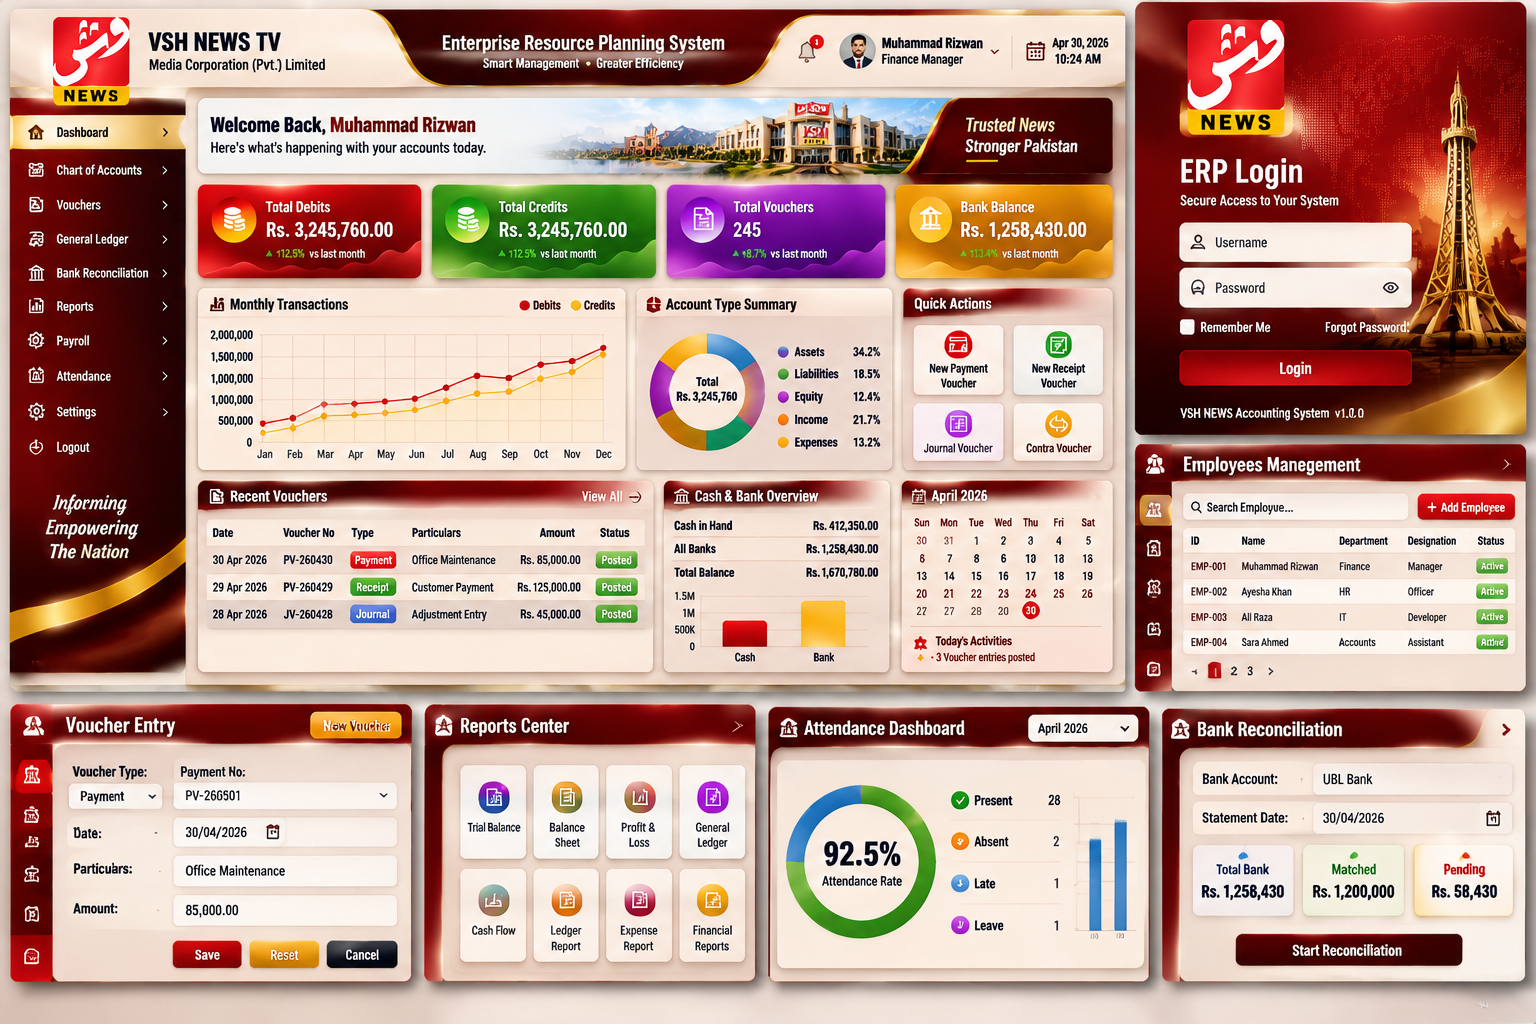 وش
NEWS
VSH NEWS TV
Media Corporation (Pvt.) Limited
Enterprise Resource Planning System
Smart Management • Greater Efficiency
1
Muhammad Rizwan
Finance Manager
Apr 30, 2026
10:24 AM
Dashboard
Chart of Accounts
Vouchers
General Ledger
Bank Reconciliation
Reports
Payroll
Attendance
Settings
Logout
Informing
Empowering
The Nation
Welcome Back, Muhammad Rizwan
Here's what's happening with your accounts today.
Trusted News
Stronger Pakistan
Total Debits
Rs. 3,245,760.00
vs last month
Total Credits
Rs. 3,245,760.00
vs last month
Total Vouchers
245
vs last month
Bank Balance
Rs. 1,258,430.00
vs last month
Monthly Transactions
Debits
Credits
2,000,000
1,500,000
1,000,000
1,000,000
500,000
0
Jan Feb Mar Apr May Jun Jul Aug Sep Oct Nov Dec
Account Type Summary
Total
Rs. 3,245,760
Assets 34.2%
Liabilities 18.5%
Equity 12.4%
Income 21.7%
Expenses 13.2%
Quick Actions
New Payment
Voucher
New Receipt
Voucher
Journal Voucher
Contra Voucher
Recent Vouchers
View All
Date Voucher No Type Particulars Amount Status
30 Apr 2026 PV-260430 Payment Office Maintenance Rs. 85,000.00 Posted
29 Apr 2026 PV-260429 Receipt Customer Payment Rs. 125,000.00 Posted
28 Apr 2026 JV-260428 Journal Adjustment Entry Rs. 45,000.00 Posted
Cash & Bank Overview
Cash in Hand Rs. 412,350.00
All Banks Rs. 1,258,430.00
Total Balance Rs. 1,670,780.00
1.5M
1M
500K
0
Cash
Bank
April 2026
Sun Mon Tue Wed Thu Fri Sat
30 31 1 2 3 4 5
6 7 8 10 18 18 18
13 14 21 22 17 18 19
20 21 22 23 24 25 26
27 27 28 20 30
Today's Activities
- 3 Voucher entries posted
وش
NEWS
ERP Login
Secure Access to Your System
Username
Password
Remember Me
Forgot Password
Login
VSH NEWS Accounting System
Employees Mangement
Search Employue...
+ Add Employee
ID Name Department Designation Status
EMP-001 Muhammad Rizwan Finance Manager Active
EMP-002 Ayesha Khan HR Officer Active
EMP-003 Ali Raza IT Developer Active
EMP-004 Sara Ahmed Accounts Assistant
1 2 3
Voucher Entry
New Voucher
Voucher Type:
Payment No:
Payment
PV-260501
Date:
30/04/2026
Particulars:
Office Maintenance
Amount:
85,000.00
Save
Reset
Cancel
Reports Center
Trial Balance
Balance
Sheet
Profit &
Loss
General
Ledger
Cash Flow
Ledger
Report
Expense
Report
Financial
Reports
Attendance Dashboard
April 2026
92.5%
Attendance Rate
Present 28
Absent 2
Late 1
Leave 1
Bank Reconciliation
Bank Account:
UBL Bank
Statement Date:
30/04/2026
Total Bank
Rs. 1,258,430
Matched
Rs. 1,200,000
Pending
Rs. 58,430
Start Reconciliation